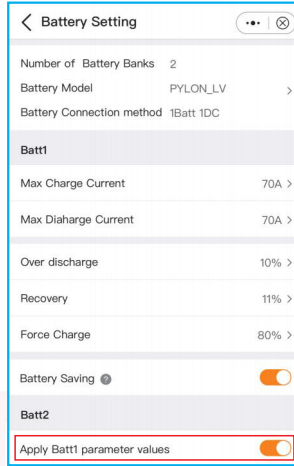 Battery Setting
Number of Battery Banks 2
Battery Model PYLON_LV
Battery Connection method 1Batt 1DC
Batt1
Max Charge Current 70A
Max Diaharge Current 70A
Over discharge 10%
Recovery 11%
Force Charge 80%
Battery Saving ?
Batt2
Apply Batt1 parameter values